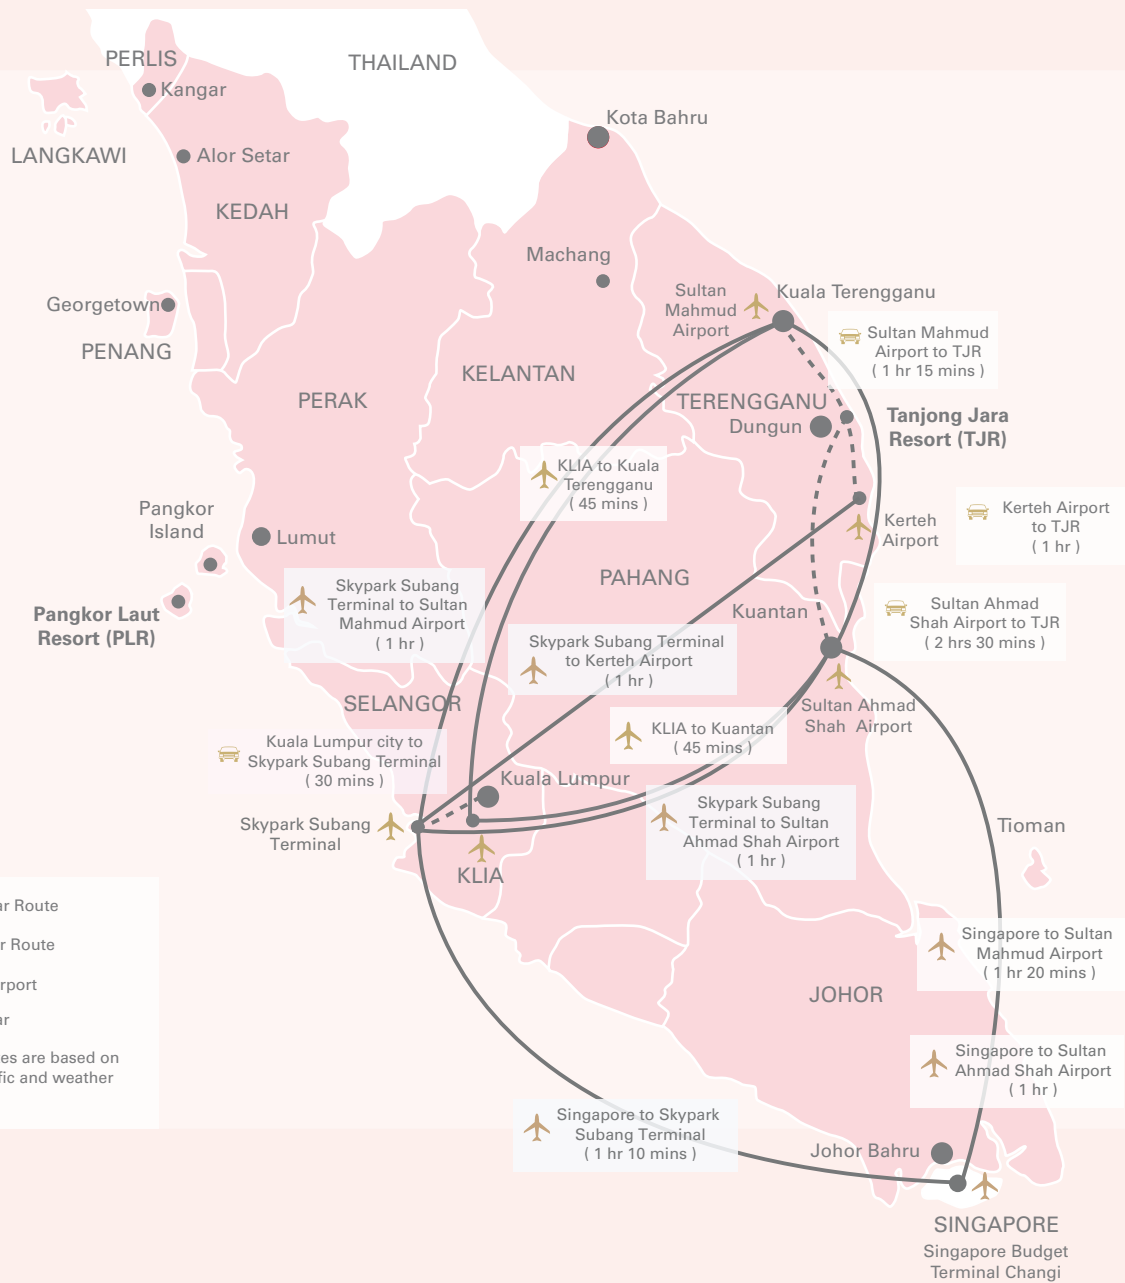 PERLIS
THAILAND
Kangar
Kota Bahru
LANGKAWI
Alor Setar
KEDAH
Machang
Georgetown
Sultan
Mahmud
Airport
Kuala Terengganu
PENANG
Sultan Mahmud
Airport to TJR
( 1 hr 15 mins )
KELANTAN
PERAK
TERENGGANU
Dungun
Tanjong Jara
Resort (TJR)
KLIA to Kuala
Terengganu
( 45 mins )
Pangkor
Island
Lumut
Kerteh
Airport
Kerteh Airport
to TJR
( 1 hr )
PAHANG
Skypark Subang
Terminal to Sultan
Mahmud Airport
( 1 hr )
Pangkor Laut
Resort (PLR)
Kuantan
Sultan Ahmad
Shah Airport to TJR
( 2 hrs 30 mins )
Skypark Subang Terminal
to Kerteh Airport
( 1 hr )
SELANGOR
Sultan Ahmad
Shah Airport
KLIA to Kuantan
( 45 mins )
Kuala Lumpur city to
Skypark Subang Terminal
( 30 mins )
Kuala Lumpur
Skypark Subang
Terminal
Skypark Subang
Terminal to Sultan
Ahmad Shah Airport
( 1 hr )
Tioman
KLIA
Route
Route
es are based on
and weather
Singapore to Sultan
Mahmud Airport
( 1 hr 20 mins )
JOHOR
Singapore to Sultan
Ahmad Shah Airport
( 1 hr )
Singapore to Skypark
Subang Terminal
( 1 hr 10 mins )
Johor Bahru
SINGAPORE
Singapore Budget
Terminal Changi